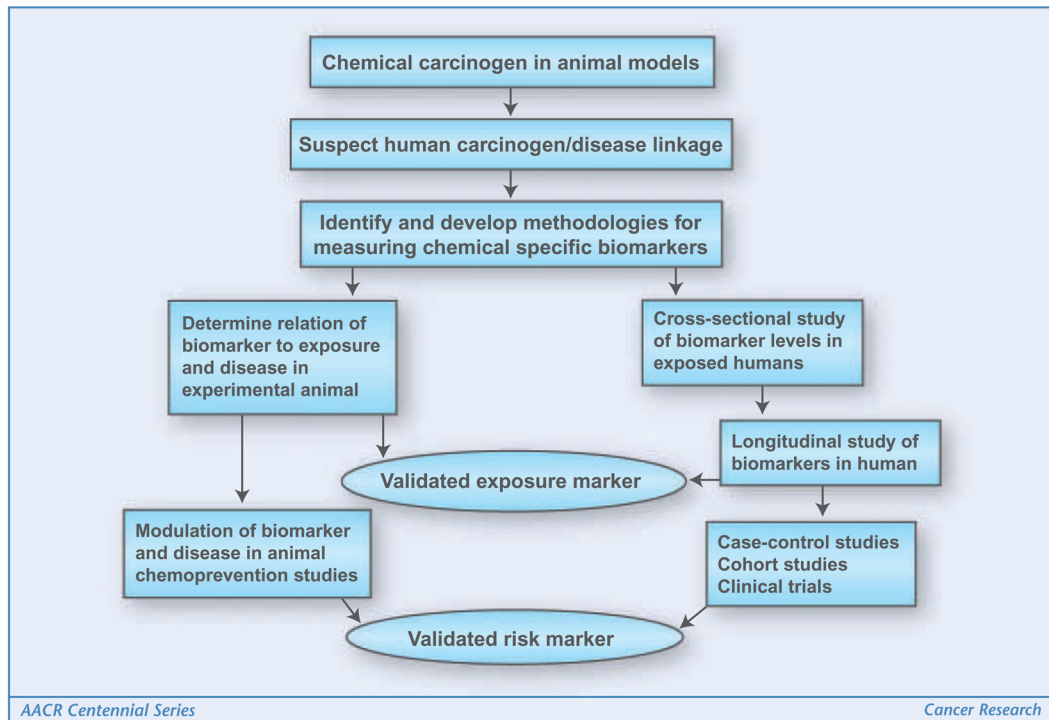 Chemical carcinogen in animal models
Suspect human carcinogen/disease linkage
Identify and develop methodologies for
measuring chemical specific biomarkers
Determine relation of
biomarker to exposure
and disease in
experimental animal
Cross-sectional study
of biomarker levels in
exposed humans
Longitudinal study of
biomarkers in human
Validated exposure marker
Modulation of biomarker
and disease in animal
chemoprevention studies
Case-control studies
Cohort studies
Clinical trials
Validated risk marker
AACR Centennial Series
Cancer Research